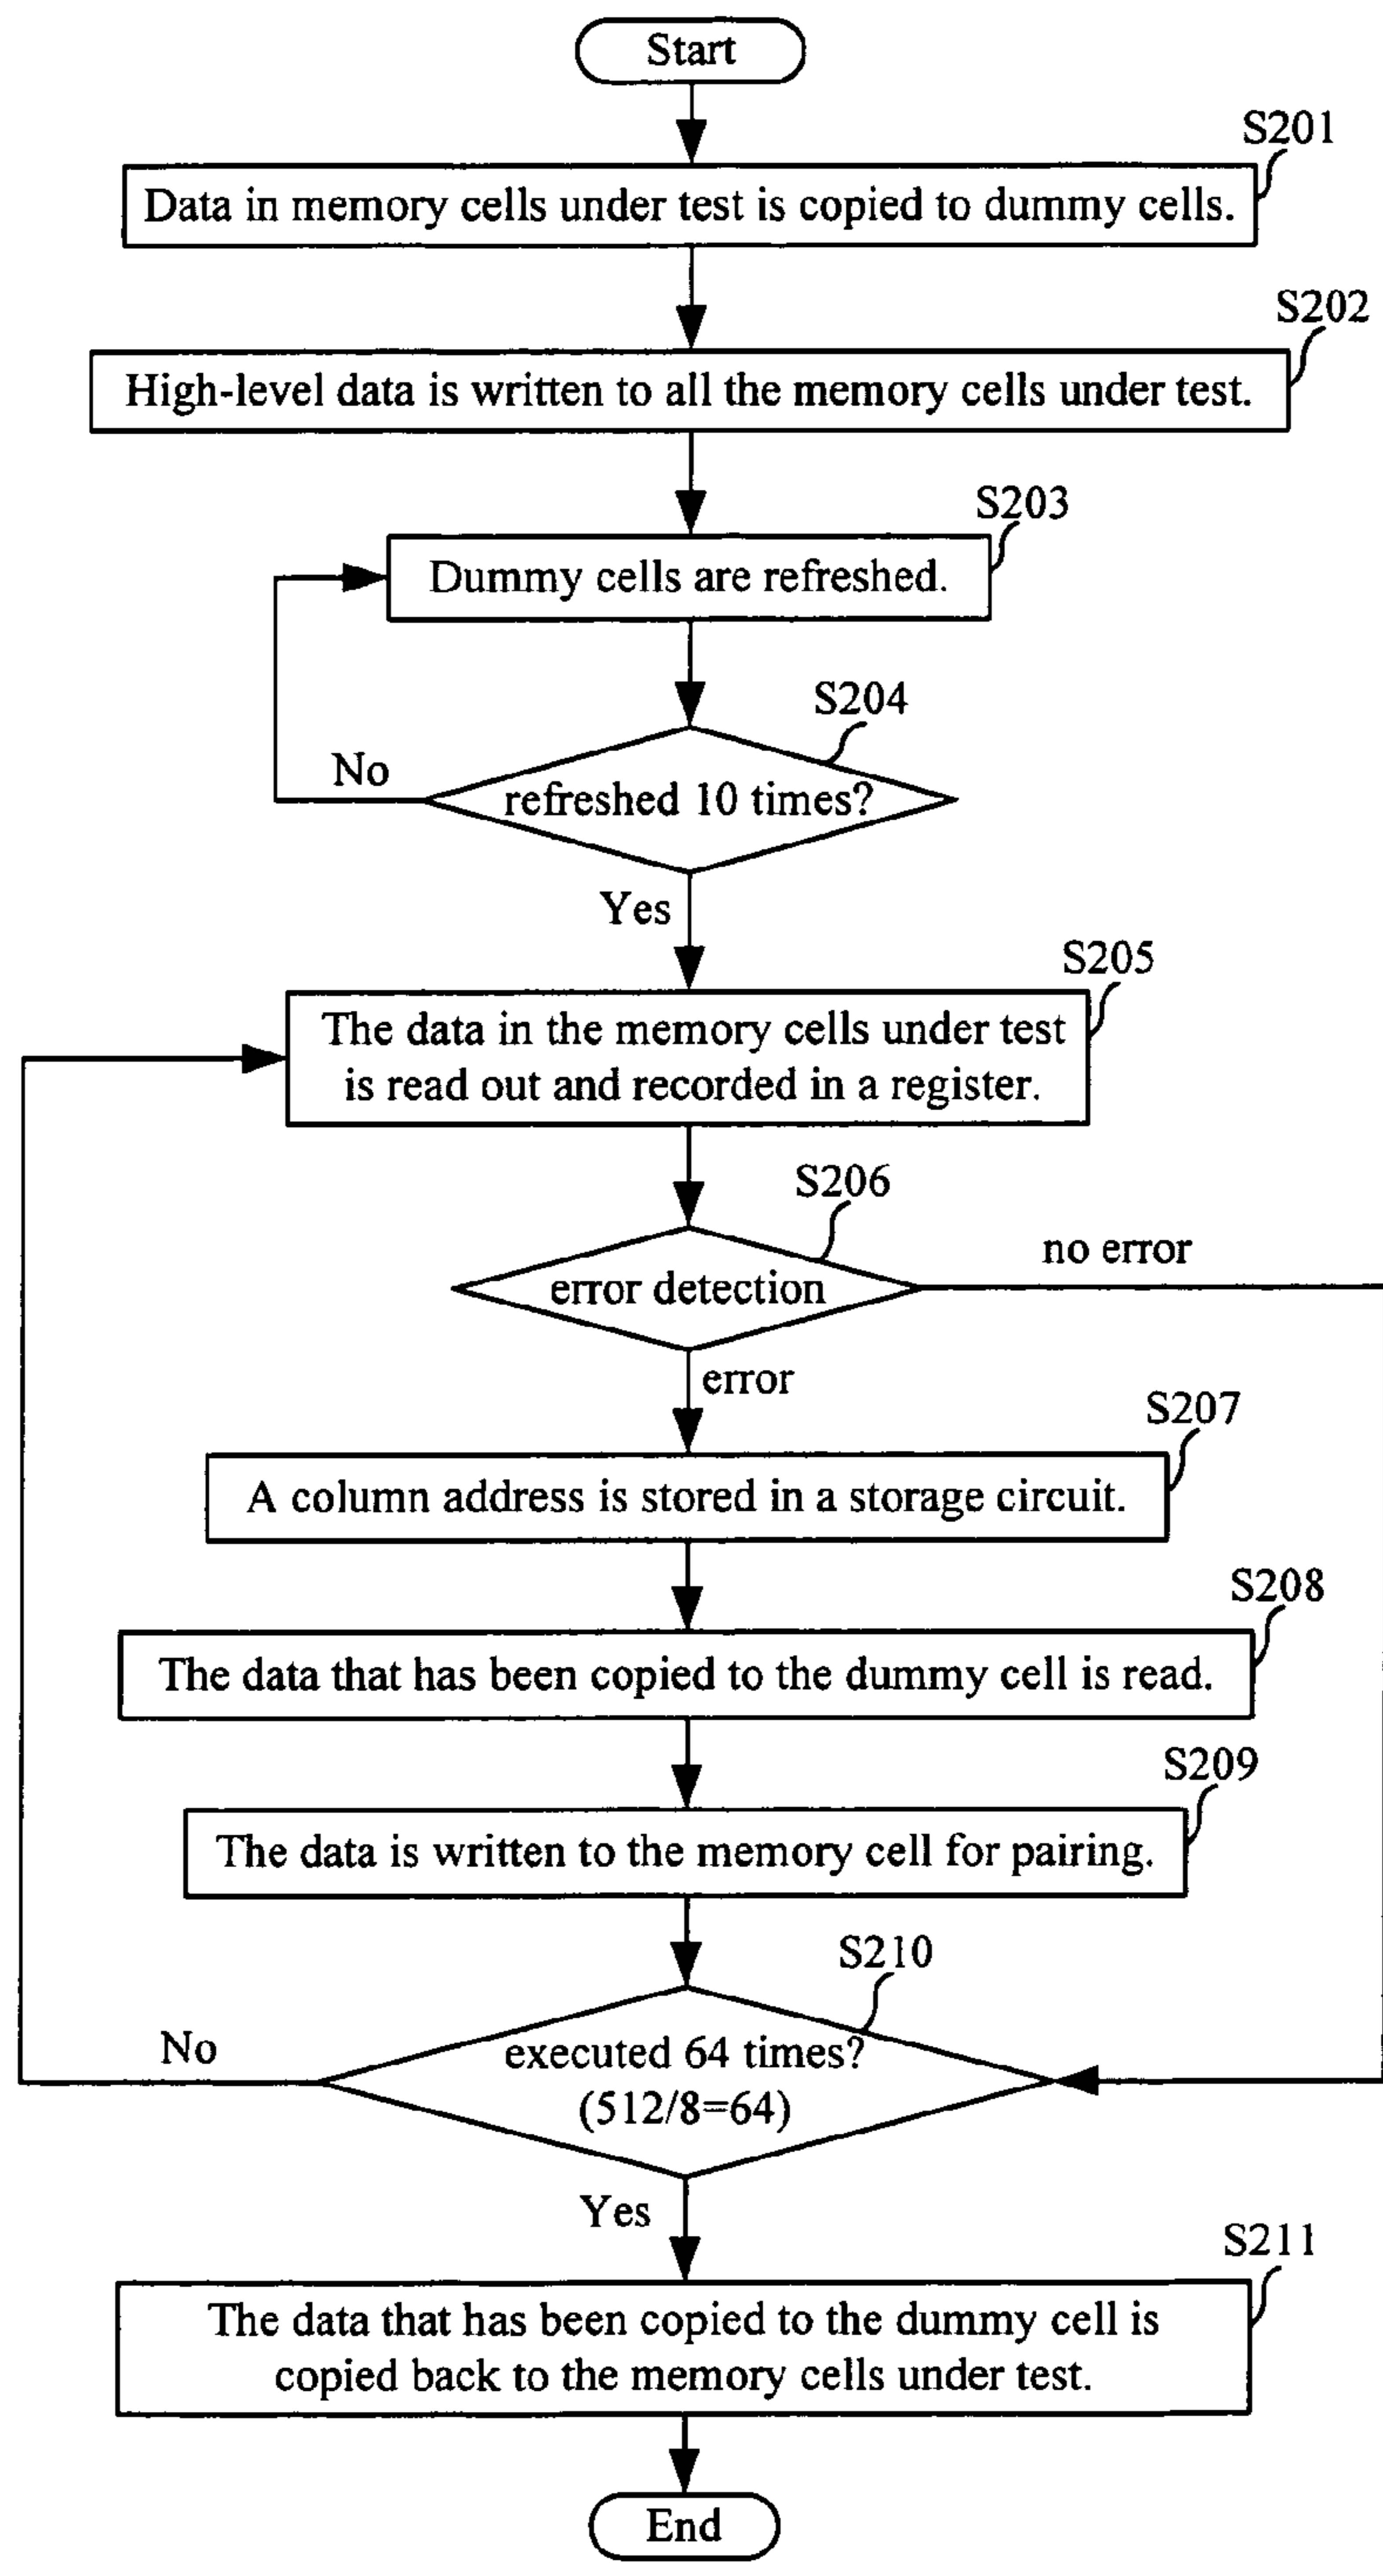 Start
S201
Data in memory cells under test is copied to dummy cells.
S202
High-level data is written to all the memory cells under test.
S203
Dummy cells are refreshed.
S204
No
refreshed 10 times?
Yes
S205
The data in the memory cells under test
is read out and recorded in a register.
S206
no error
error detection
error
S207
A column address is stored in a storage circuit.
S208
The data that has been copied to the dummy cell is read.
S209
The data is written to the memory cell for pairing.
S210
No
executed 64 times?
(512/8=64)
Yes
S211
The data that has been copied to the dummy cell is
copied back to the memory cells under test.
End